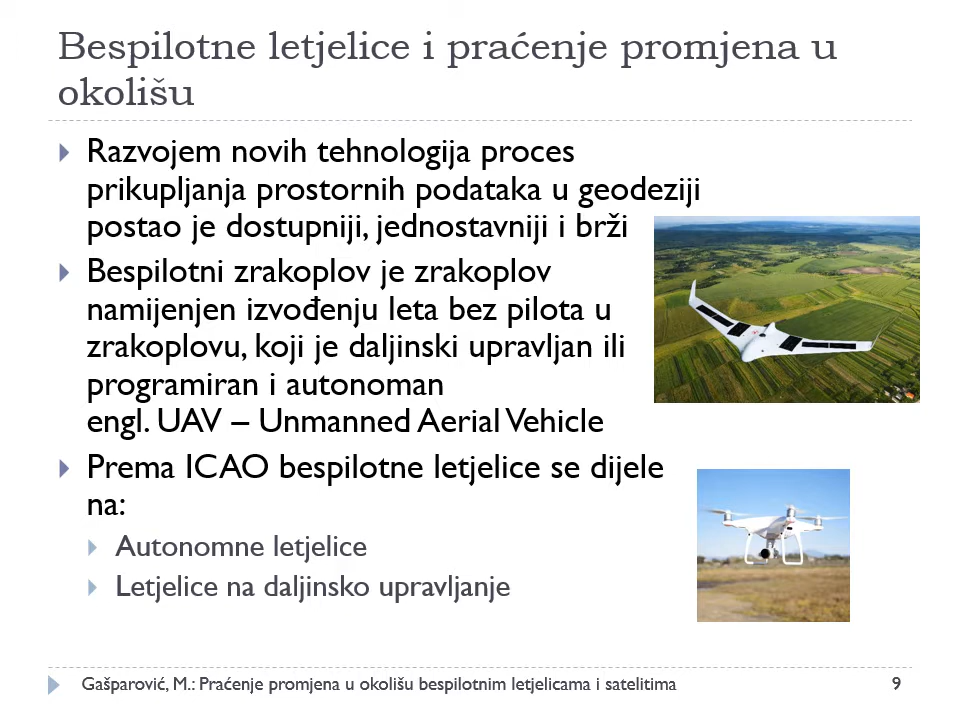 Bespilotne letjelice i praćenje promjena u
okolišu
Razvojem novih tehnologija proces
prikupljanja prostornih podataka u geodeziji
postao je dostupniji, jednostavniji i brži
Bespilotni zrakoplov je zrakoplov
namijenjen izvođenju leta bez pilota u
zrakoplovu, koji je daljinski upravljan ili
programiran i autonoman
engl. UAV – Unmanned Aerial Vehicle
Prema ICAO bespilotne letjelice se dijele
na:
Autonomne letjelice
Letjelice na daljinsko upravljanje
Gašparović, M.: Praćenje promjena u okolišu bespilotnim letjelicama i satelitima
9